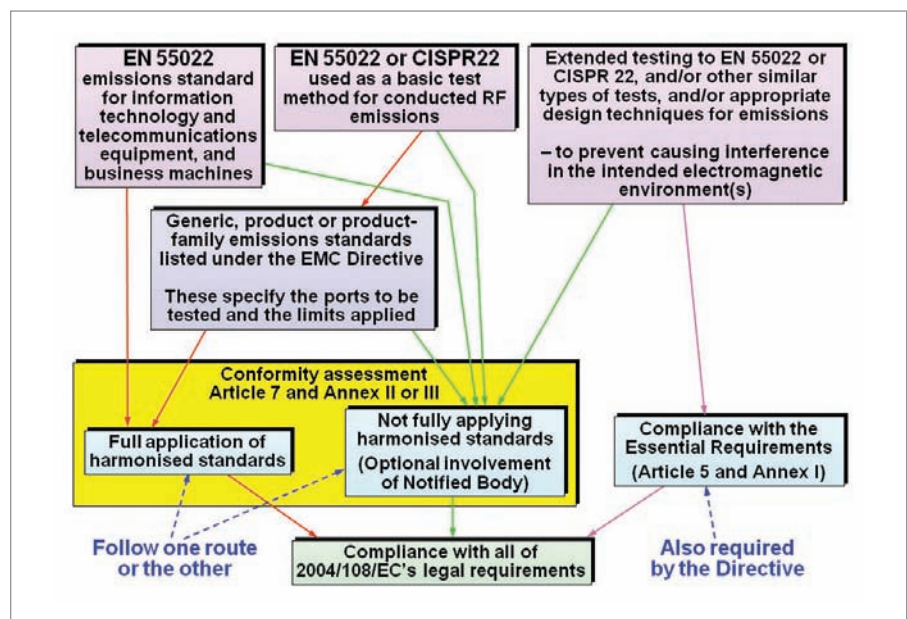 EN 55022
emissions standard
for information
technology and
telecommunications
equipment, and
business machines
EN 55022 or CISPR22
used as a basic test
method for conducted RF
emissions
Extended testing to EN 55022 or
CISPR 22, and/or other similar
types of tests, and/or appropriate
design techniques for emissions
– to prevent causing interference
in the intended electromagnetic
environment(s)
Generic, product or product-
family emissions standards
listed under the EMC Directive
These specify the ports to be
tested and the limits applied
Conformity assessment
Article 7 and Annex II or III
Full application of
harmonised standards
Not fully applying
harmonised standards
(Optional involvement
of Notified Body)
Compliance with the
Essential Requirements
(Article 5 and Annex I)
Follow one route
or the other
Compliance with all of
2004/108/EC's legal requirements
Also required
by the Directive